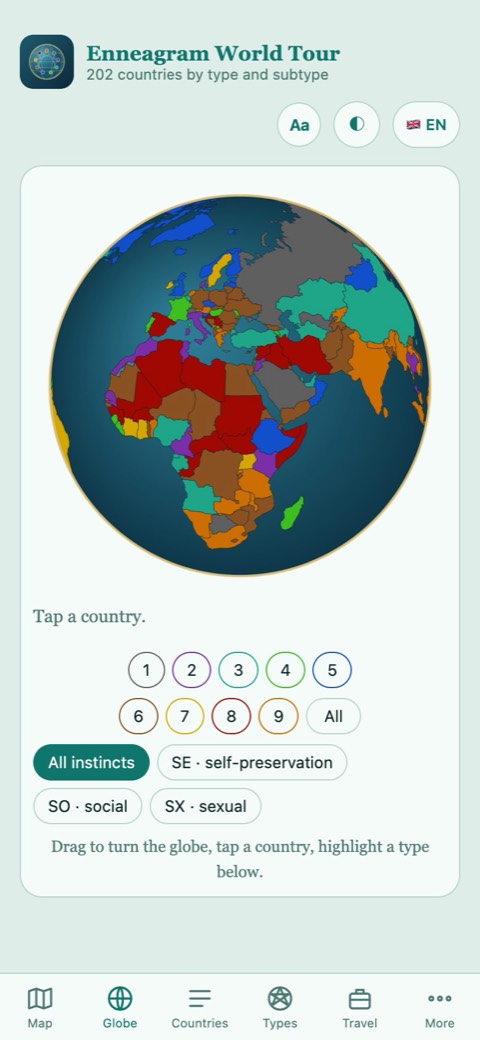 Enneagram World Tour
202 countries by type and subtype
Aa
EN
Tap a country.
1 2 3 4 5
6 7 8 9 All
All instincts SE · self-preservation
SO · social SX · sexual
Drag to turn the globe, tap a country, highlight a type
below.
Map Globe Countries Types Travel More